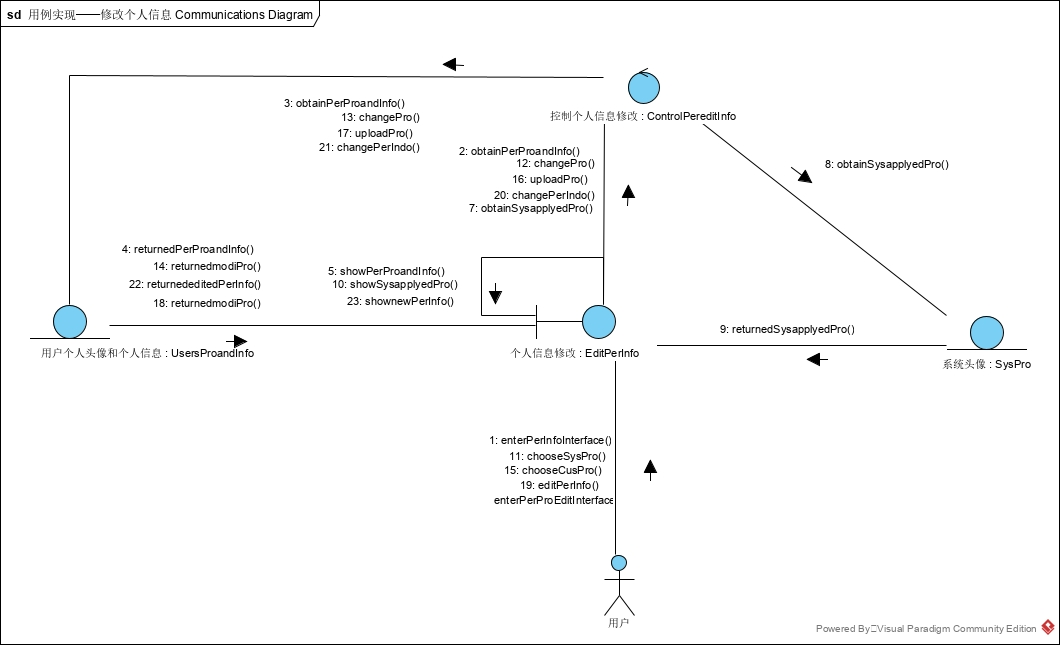 sd 用例实现——修改个人信息 Communications Diagram
控制个人信息修改 : ControlPereditInfo
3: obtainPerProandInfo()
13: changePro()
17: uploadPro()
21: changePerIndo()
2: obtainPerProandInfo()
12: changePro()
16: uploadPro()
20: changePerIndo()
7: obtainSysapplyedPro()
8: obtainSysapplyedPro()
4: returnedPerProandInfo()
14: returnedmodiPro()
22: returnededitedPerInfo()
18: returnedmodiPro()
5: showPerProandInfo()
10: showSysapplyedPro()
23: shownewPerInfo()
9: returnedSysapplyedPro()
用户个人头像和个人信息 : UsersProandInfo
个人信息修改 : EditPerInfo
系统头像 : SysPro
1: enterPerInfoInterface()
11: chooseSysPro()
15: chooseCusPro()
19: editPerInfo()
enterPerProEditInterface
用户
Powered By Visual Paradigm Community Edition